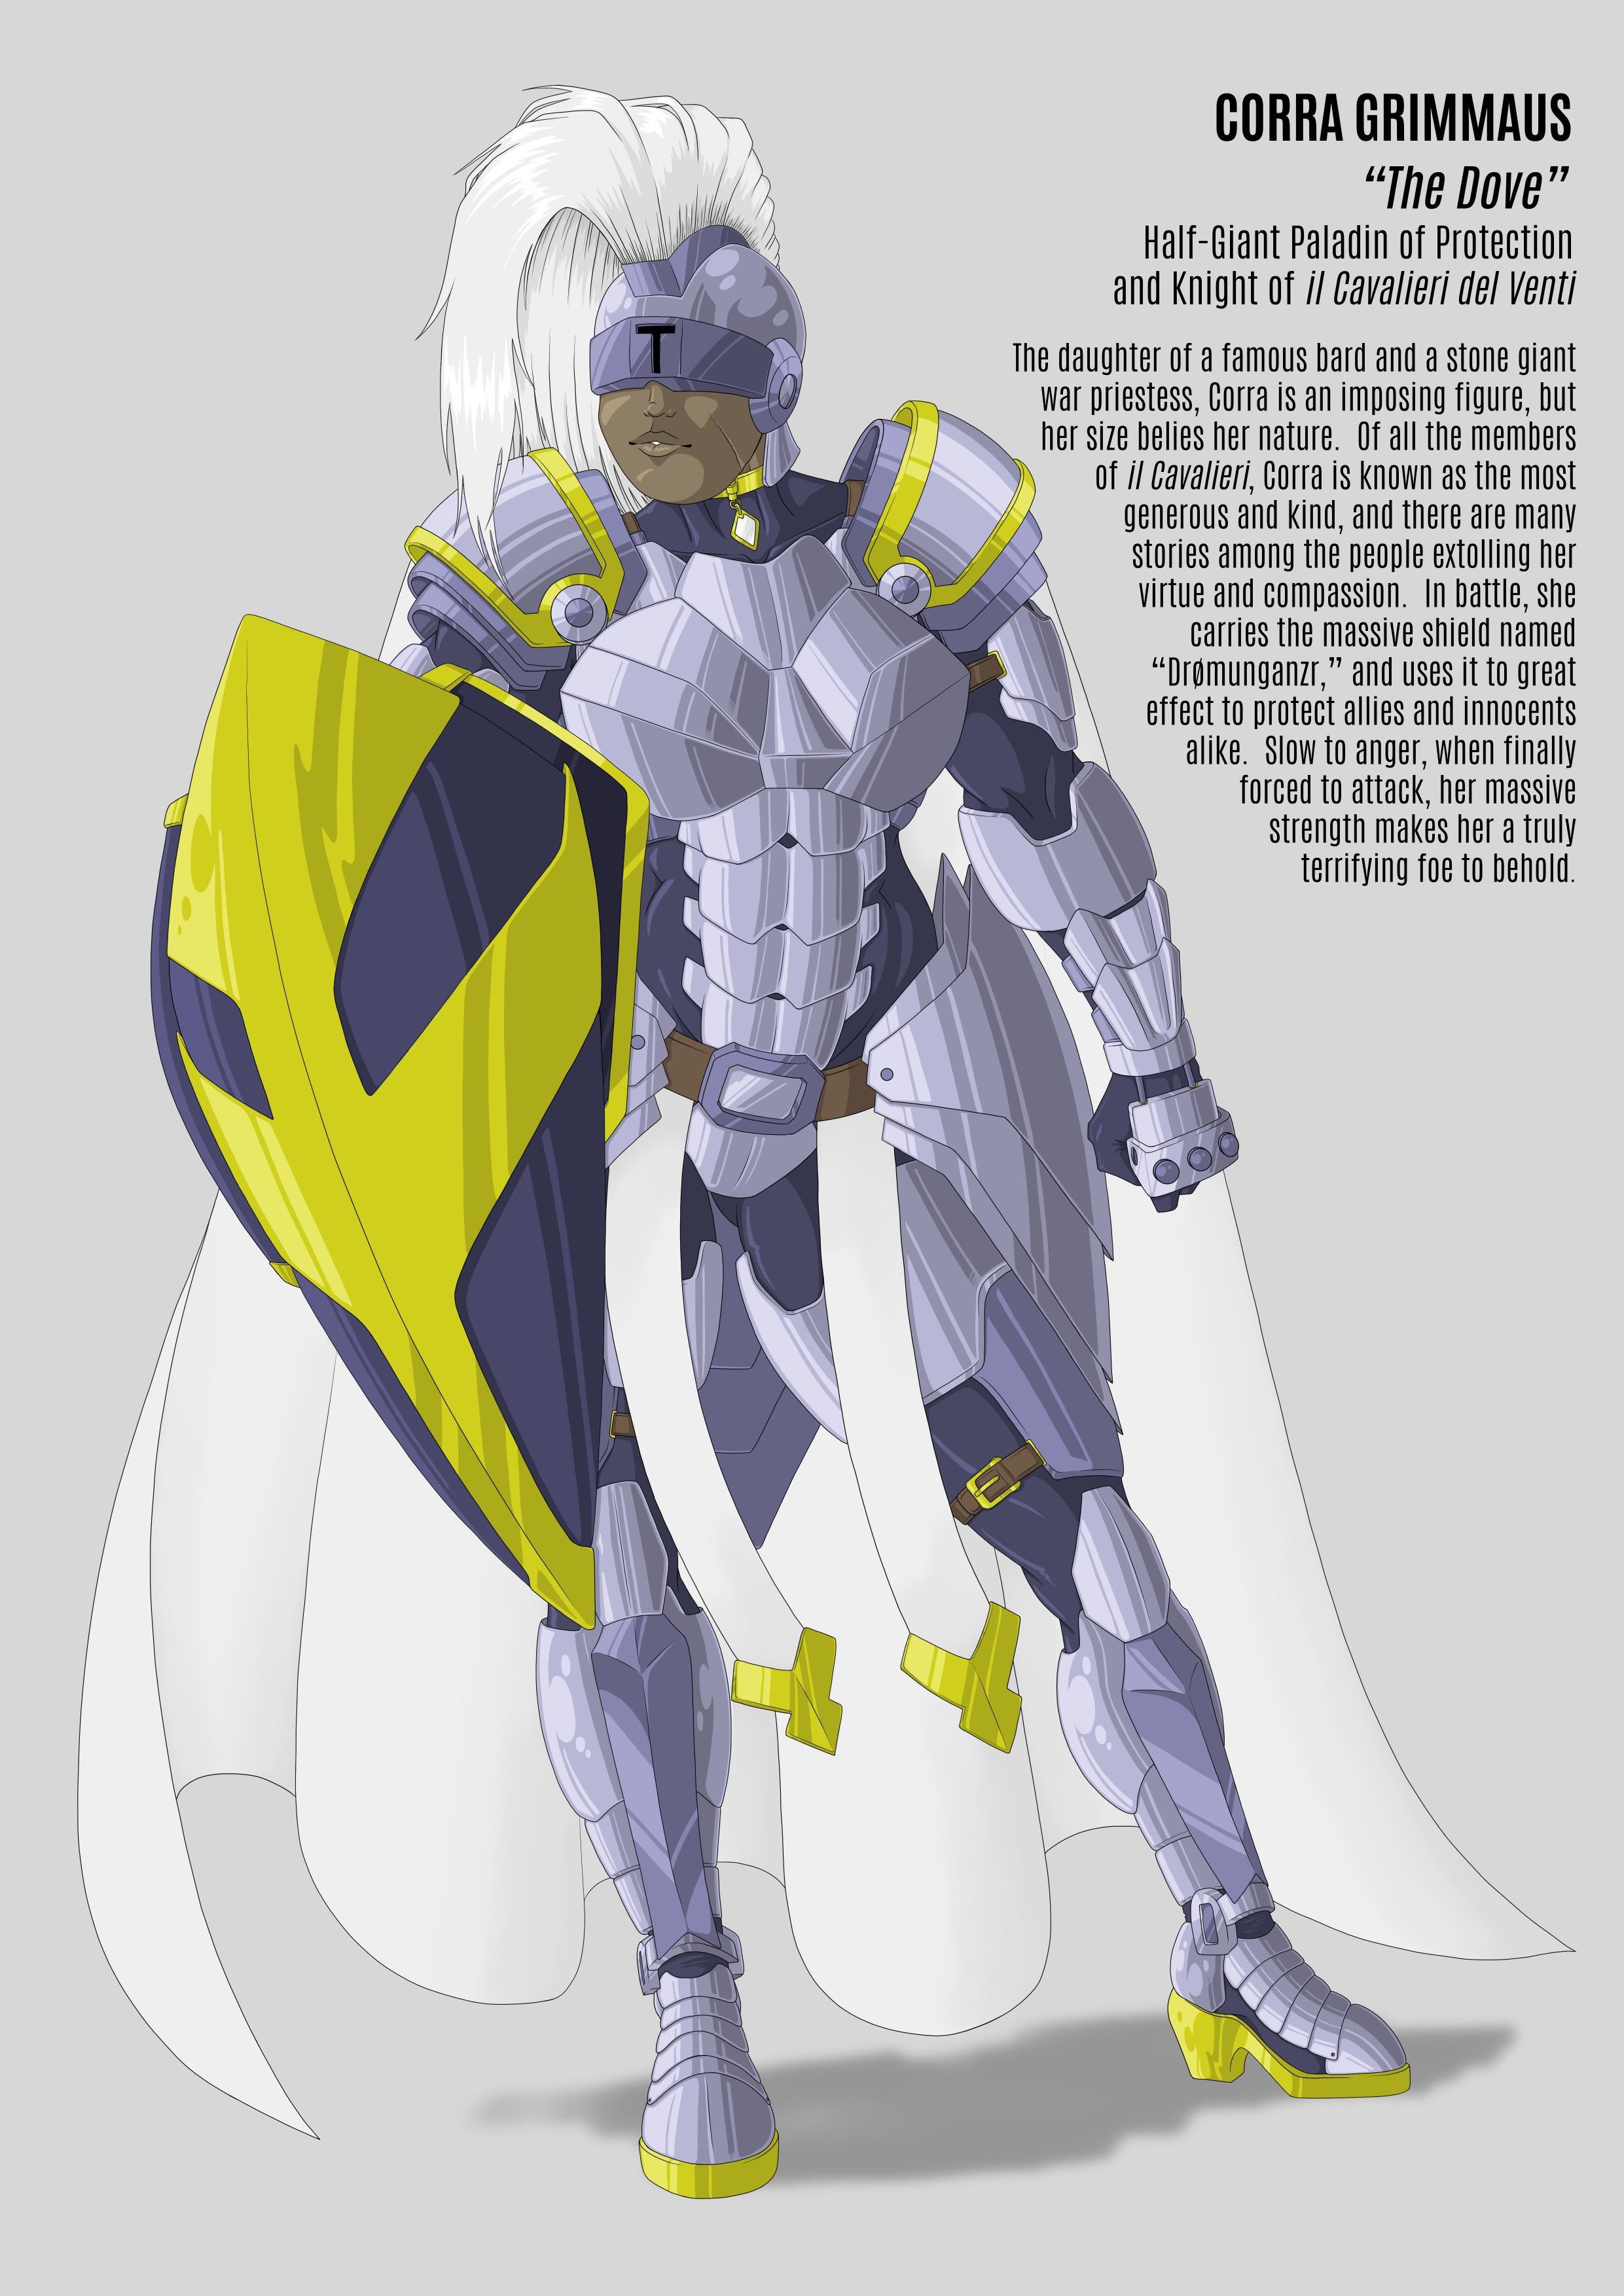 CORRA GRIMMAUS
“The Dove”
Half-Giant Paladin of Protection
and Knight of il Cavalieri del Venti
The daughter of a famous bard and a stone giant
war priestess, Corra is an imposing figure, but
her size belies her nature.  Of all the members
of il Cavalieri, Corra is known as the most
generous and kind, and there are many
stories among the people extolling her
virtue and compassion.  In battle, she
carries the massive shield named
“Drømunganzr,” and uses it to great
effect to protect allies and innocents
alike.  Slow to anger, when finally
forced to attack, her massive
strength makes her a truly
terrifying foe to behold.
T